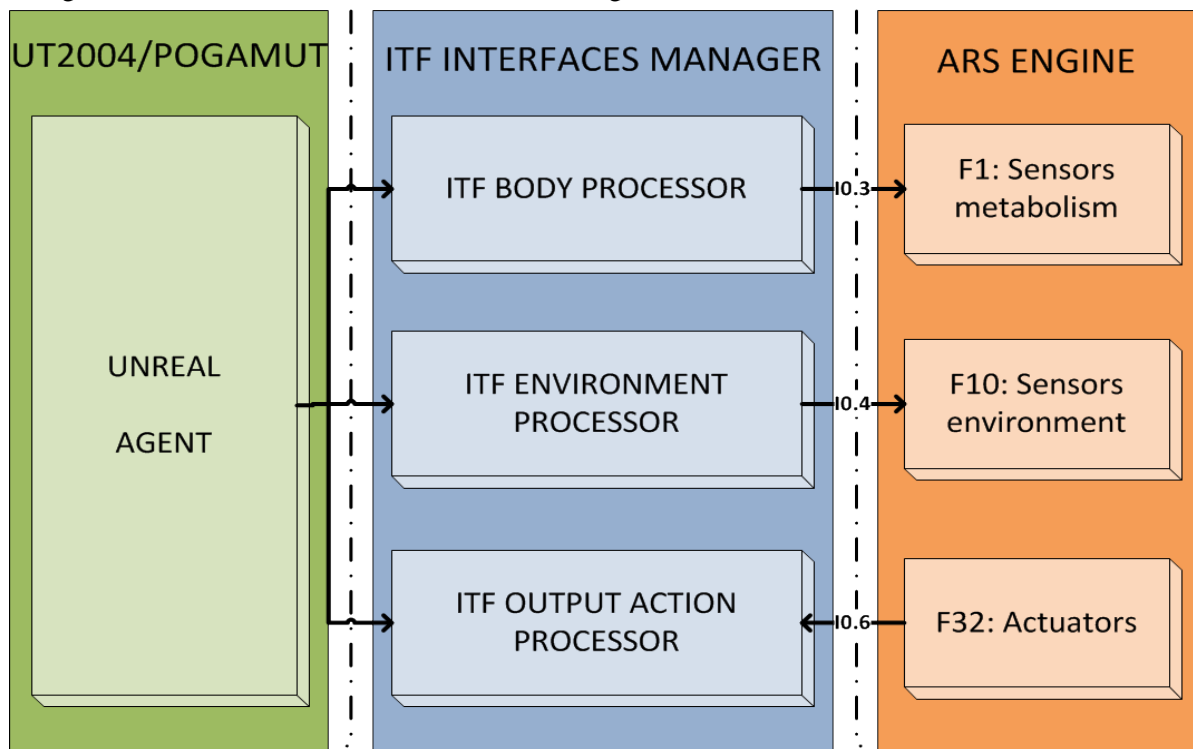 UT2004/POGAMUT
ITF INTERFACES MANAGER
ARS ENGINE
UNREAL
AGENT
ITF BODY PROCESSOR
I0.3
F1: Sensors
metabolism
ITF ENVIRONMENT
PROCESSOR
I0.4
F10: Sensors
environment
ITF OUTPUT ACTION
PROCESSOR
I0.6
F32: Actuators